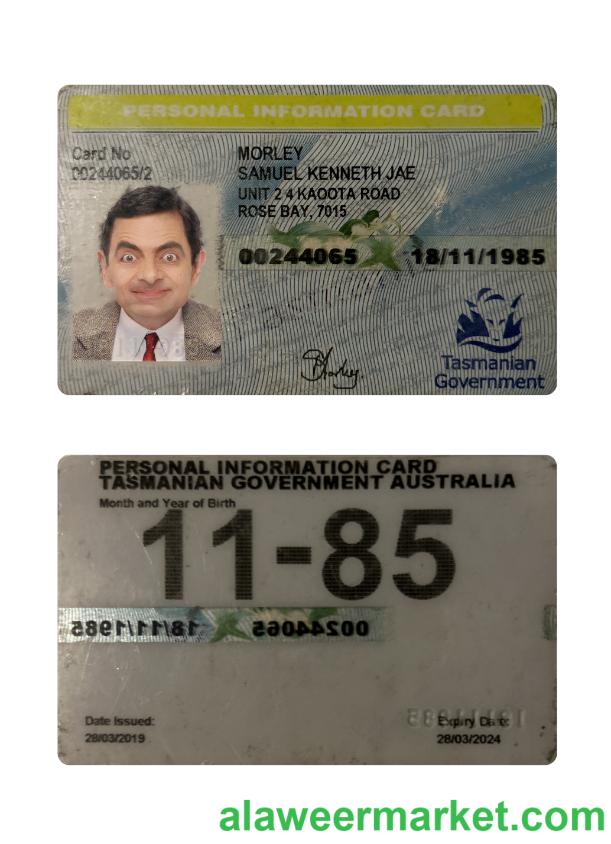 PERSONAL INFORMATION CARD
Card No
00244065/2
MORLEY
SAMUEL KENNETH JAE
UNIT 2 4 KAOOTA ROAD
ROSE BAY, 7015
00244065 18/11/1985
Tasmanian
Government
PERSONAL INFORMATION CARD
TASMANIAN GOVERNMENT AUSTRALIA
Month and Year of Birth
11-85
18/11/1985 00244065
Date Issued:
28/03/2019
Expiry Date:
28/03/2024
alaweermarket.com